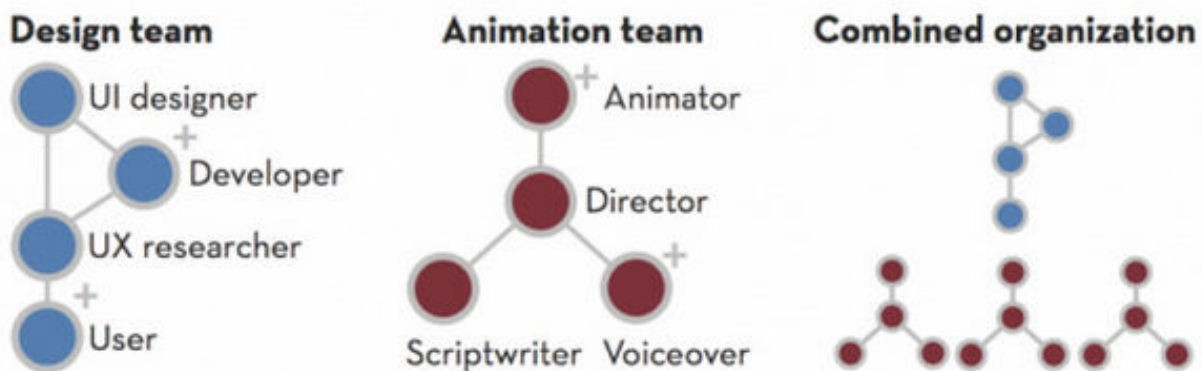 Design team
UI designer
+
Developer
UX researcher
+
User
Animation team
+
Animator
Director
+
Scriptwriter
Voiceover
Combined organization